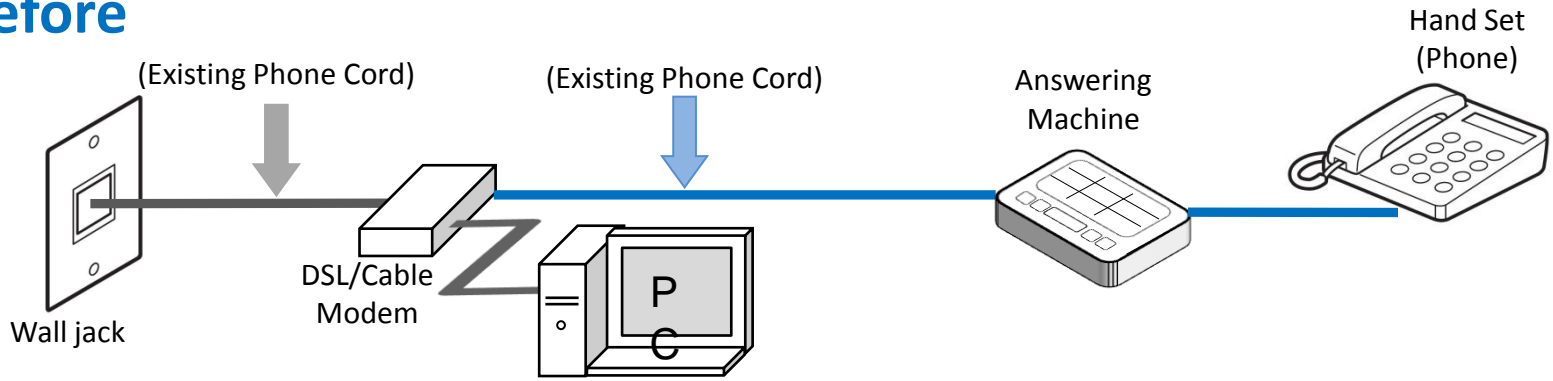 efore
Hand Set
(Phone)
(Existing Phone Cord)
(Existing Phone Cord)
Answering
Machine
DSL/Cable
Modem
P
C
Wall jack